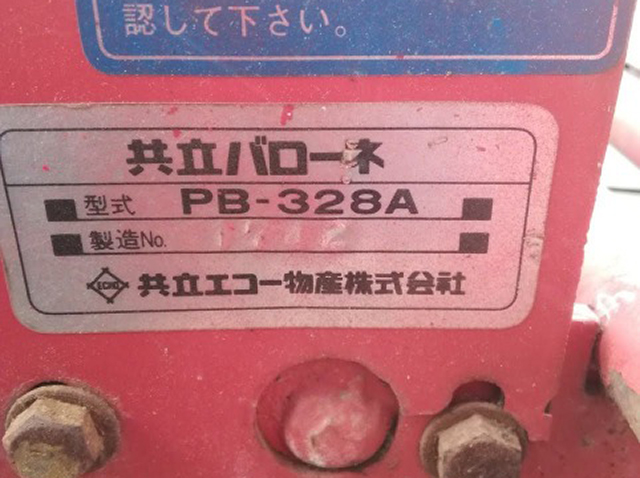 認して下さい。
共立バローネ
型式 PB-328A
製造No.
ECHO 共立エコー物産株式会社